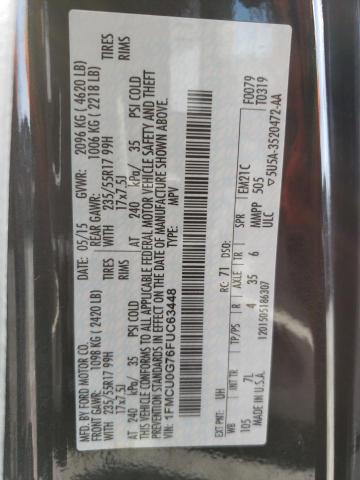 MFD. BY FORD MOTOR CO.
DATE: 05/15 GVWR: 2096 KG ( 4620 LB)
FRONT GAWR: 1098 KG ( 2420 LB) REAR GAWR: 1006 KG ( 2218 LB)
235/55R17 99H TIRES 235/55R17 99H TIRES
17x7.5J RIMS 17x7.5J RIMS
AT 240 kPa/ 35 PSI COLD AT 240 kPa/ 35 PSI COLD
THIS VEHICLE CONFORMS TO ALL APPLICABLE FEDERAL MOTOR VEHICLE SAFETY AND THEFT
PREVENTION STANDARDS IN EFFECT ON THE DATE OF MANUFACTURE SHOWN ABOVE.
VIN: 1FMCU0G76FUC63448
TYPE: MPV
F0079
T0319
EXT PNT: UH RC: 71 DSO:
WB INT TR TP/PS R AXLE TR SPR EM21C
105 7L 4 35 6 MMPP 505
MADE IN U.S.A. ULC
1201505186307
5U5A-3520472-AA